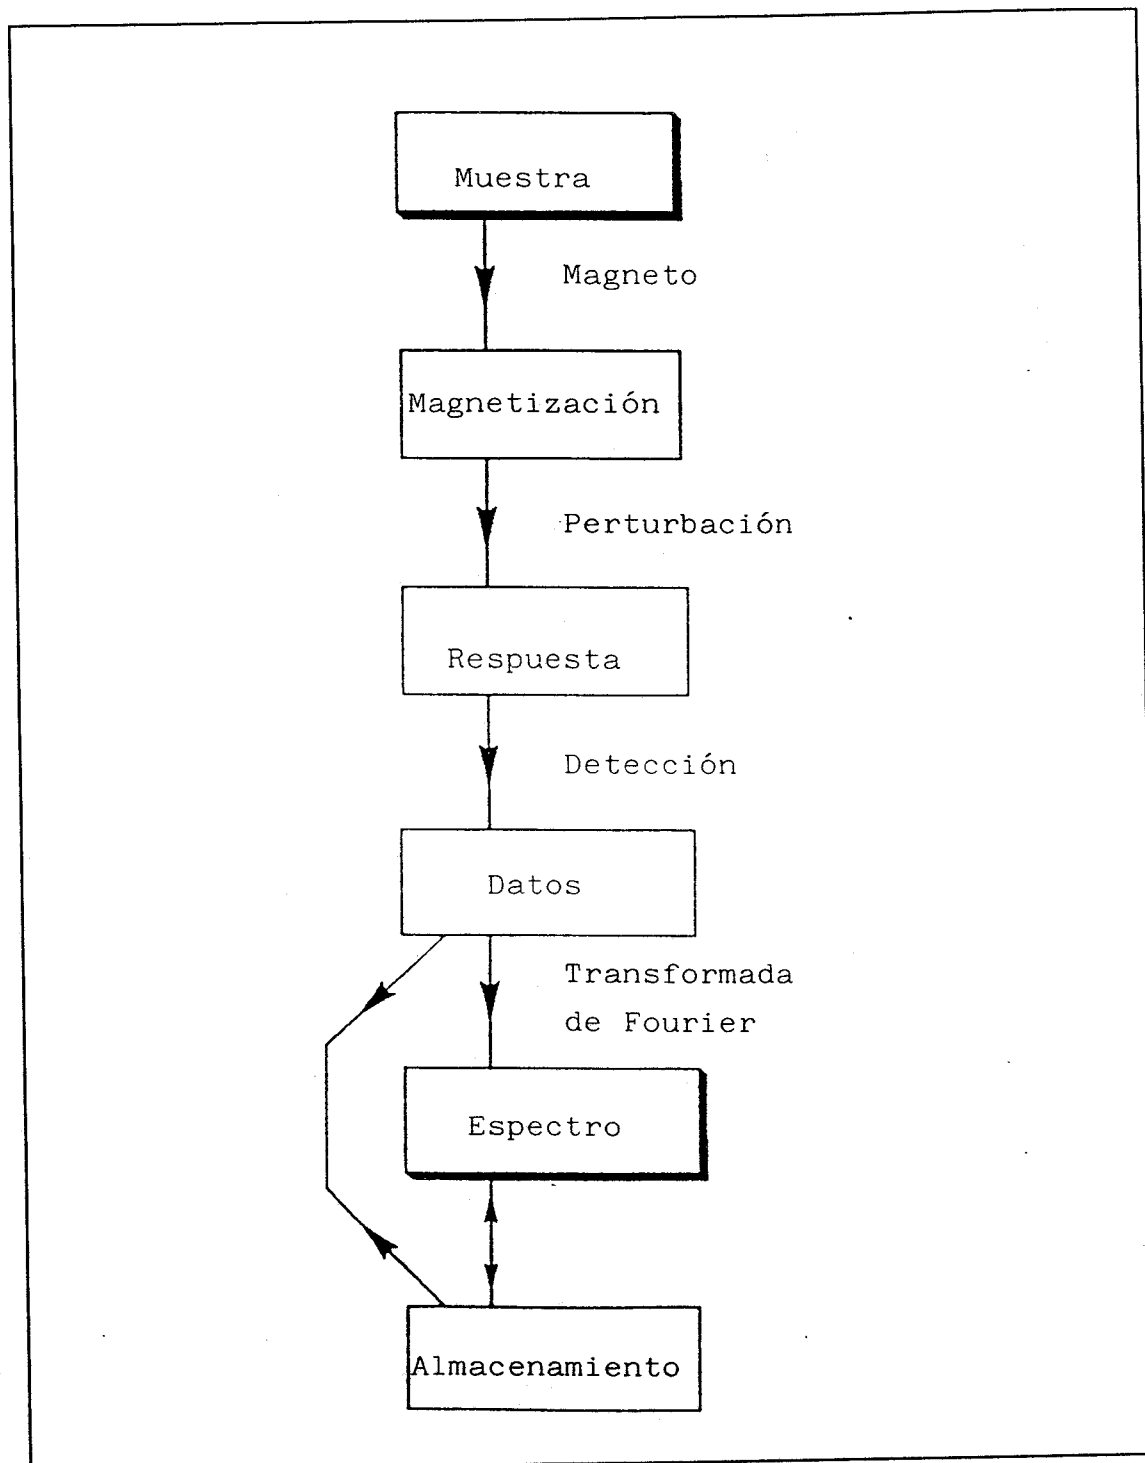 Muestra
Magneto
Magnetización
Perturbación
Respuesta
Detección
Datos
Transformada
de Fourier
Espectro
Almacenamiento